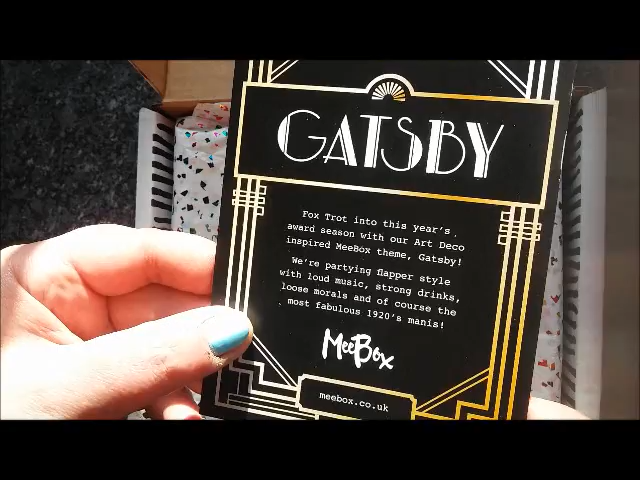 GATSBY
Fox Trot into this year's
award season with our Art Deco
inspired MeeBox theme, Gatsby!
We're partying flapper style
with loud music, strong drinks,
loose morals and of course the
most fabulous 1920's manis!
MeeBox
meebox.co.uk